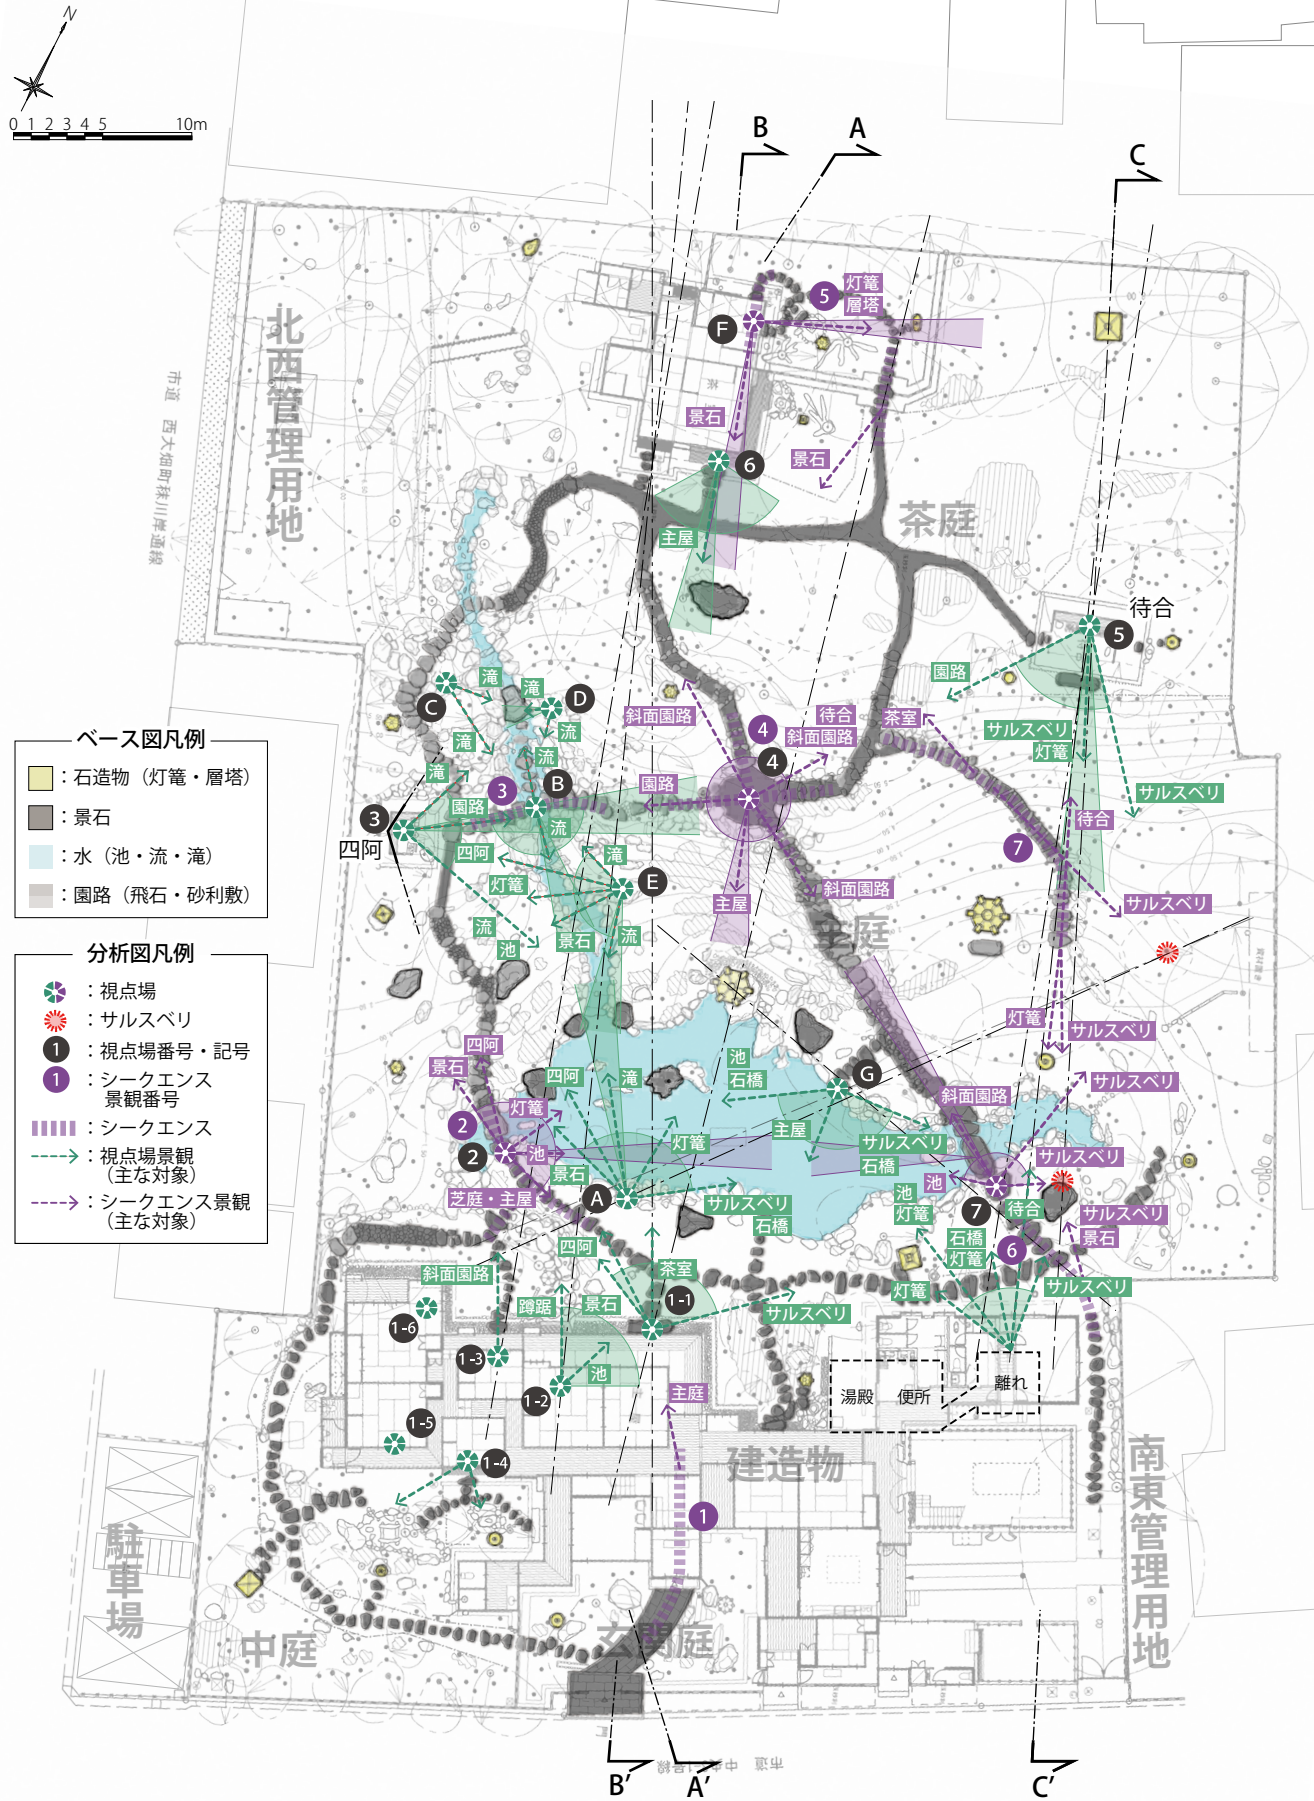 N
0 1 2 3 4 5 10m
B
A
C
5
灯篭
層塔
F
北西管理用地
市道 西大畑町秣川岸通線
景石
景石
6
茶庭
主屋
待合
5
園路
滝
滝
C
D
滝
流
流
斜面園路
待合
4
斜面園路
茶室
サルスベリ
灯篭
ベース図凡例
：石造物（灯篭・層塔）
：景石
：水（池・流・滝）
：園路（飛石・砂利敷）
滝
4
3
B
園路
園路
サルスベリ
3
四阿
流
待合
7
四阿
滝
灯篭
E
斜面園路
主屋
サルスベリ
流
池
景石
流
主庭
分析図凡例
：視点場
：サルスベリ
1
：視点場番号・記号
1
：シークエンス
景観番号
：シークエンス
：視点場景観
（主な対象）
：シークエンス景観
（主な対象）
灯篭
サルスベリ
四阿
景石
四阿
滝
池
石橋
G
サルスベリ
斜面園路
灯篭
2
灯篭
主屋
サルスベリ
2
池
石橋
サルスベリ
景石
池
芝庭・主屋
A
サルスベリ
石橋
池
灯篭
7
待合
サルスベリ
景石
四阿
石橋
灯篭
6
斜面園路
茶室
サルスベリ
蹲踞
景石
1-1
サルスベリ
灯篭
1-6
1-3
池
1-2
湯殿
便所
離れ
主庭
1-5
1-4
建造物
南東管理用地
1
駐車場
中庭
玄関庭
B′
A′
C′